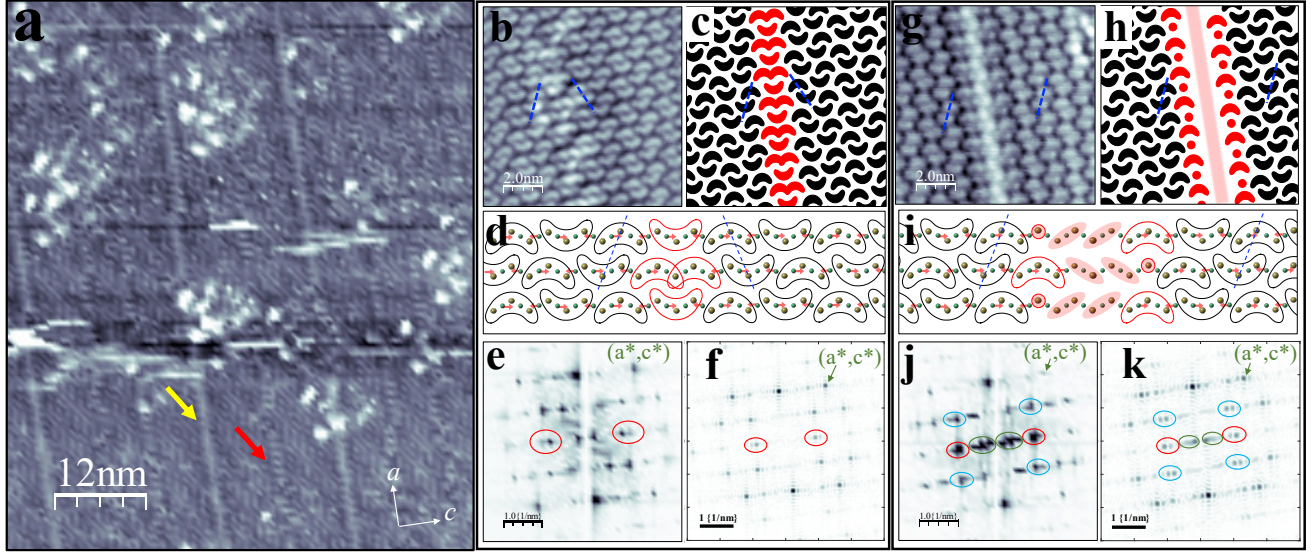 a
12nm
a
c
b
2.0nm
c
d
e
(a*,c*)
1.0{1/nm}
f
(a*,c*)
1 {1/nm}
g
2.0nm
h
i
j
(a*,c*)
1.0{1/nm}
k
(a*,c*)
1 {1/nm}